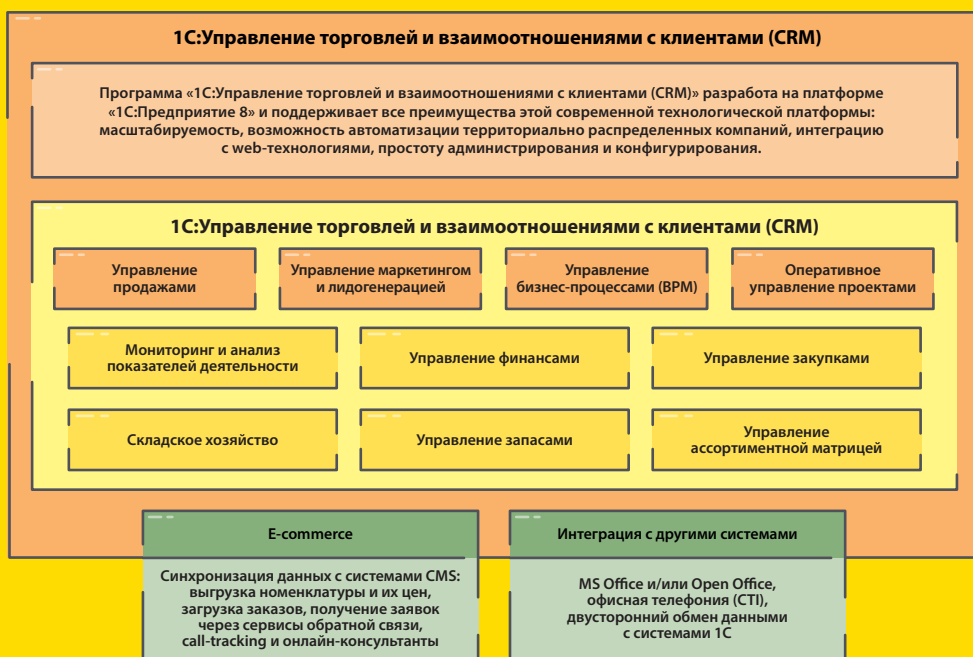 1С:Управление торговлей и взаимоотношениями с клиентами (CRM)
Программа «1С:Управление торговлей и взаимоотношениями с клиентами (CRM)» разработа на платформе
«1С:Предприятие 8» и поддерживает все преимущества этой современной технологической платформы:
масштабируемость, возможность автоматизации территориально распределенных компаний, интеграцию
с web-технологиями, простоту администрирования и конфигурирования.
1С:Управление торговлей и взаимоотношениями с клиентами (CRM)
Управление
продажами
Управление маркетингом
и лидогенерацией
Управление
бизнес-процессами (BPM)
Оперативное
управление проектами
Мониторинг и анализ
показателей деятельности
Управление финансами
Управление закупками
Складское хозяйство
Управление запасами
Управление
ассортиментной матрицей
E-commerce
Синхронизация данных с системами CMS:
выгрузка номенклатуры и их цен,
загрузка заказов, получение заявок
через сервисы обратной связи,
call-tracking и онлайн-консультанты
Интеграция с другими системами
MS Office и/или Open Office,
офисная телефония (CTI),
двусторонний обмен данными
с системами 1С